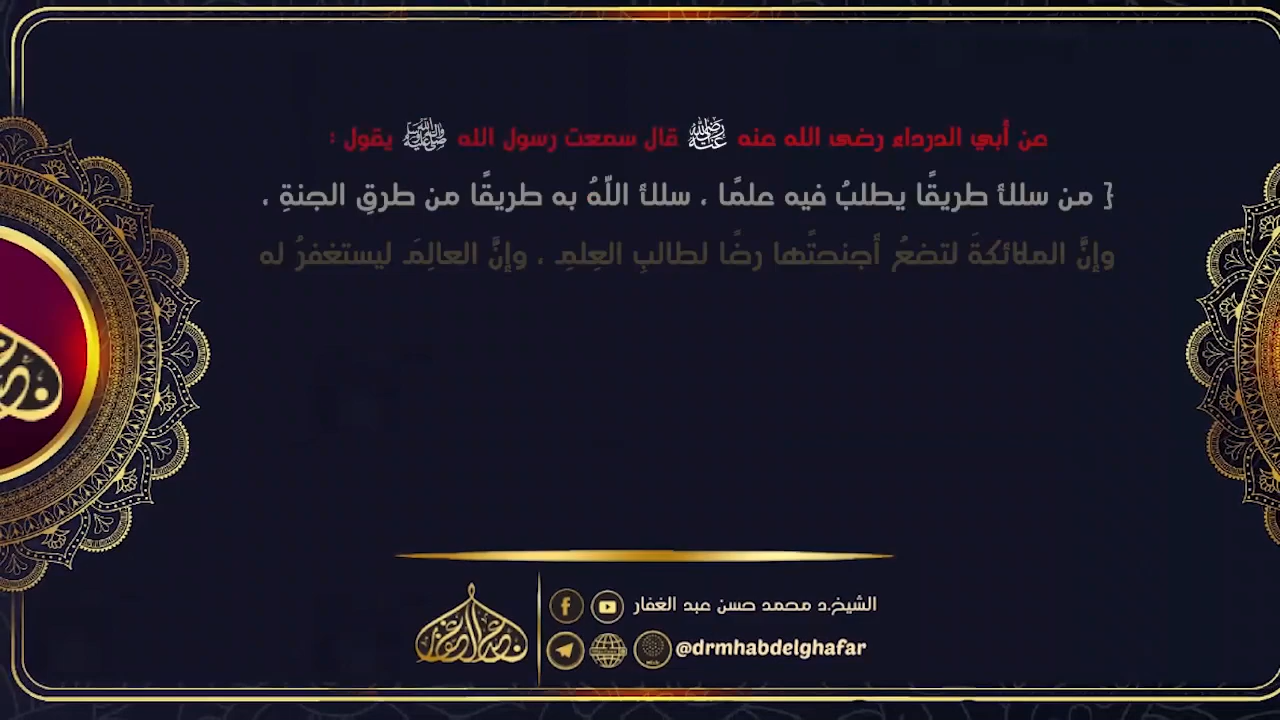 عن أبي الدرداء رضى الله عنه ﵁ قال سمعت رسول الله ﷺ يقول :
{ من سلك طريقًا يطلبُ فيه علمًا ، سلك اللّهُ به طريقًا من طرقِ الجنةِ ،
وإنَّ الملائكةَ لتضعُ أجنحتَها رضًا لطالبِ العِلمِ ، وإنَّ العالِمَ ليستغفرُ له
الشيخ.د محمد حسن عبد الغفار
@drmhabdelghafar